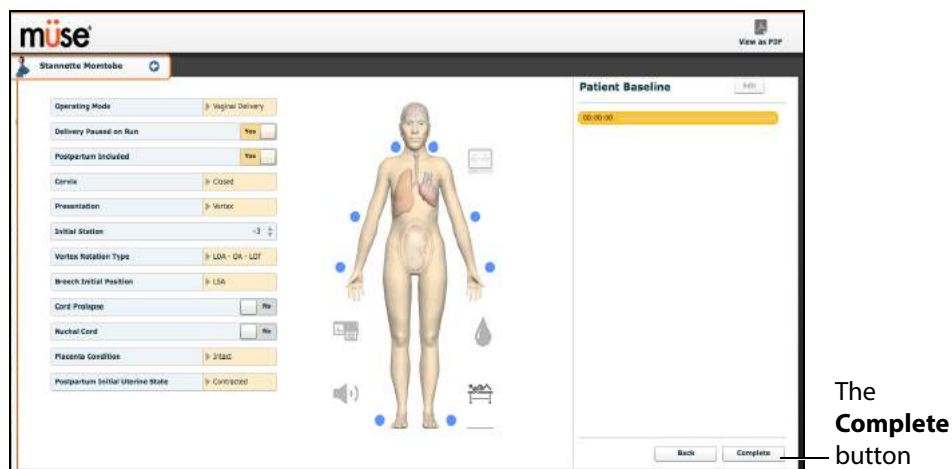 müse
View as PDF
Stannette Momtobe
Patient Baseline
Edit
00:00:00
Operating Mode Vaginal Delivery
Delivery Paused on Run Yes
Postpartum Included Yes
Cervix Closed
Presentation Vertex
Initial Station -3
Vertex Rotation Type LOA - OA - LOT
Breech Initial Position LSA
Cord Prolapse No
Nuchal Cord No
Placenta Condition Intact
Postpartum Initial Uterine State Contracted
Back Complete
The
Complete
button